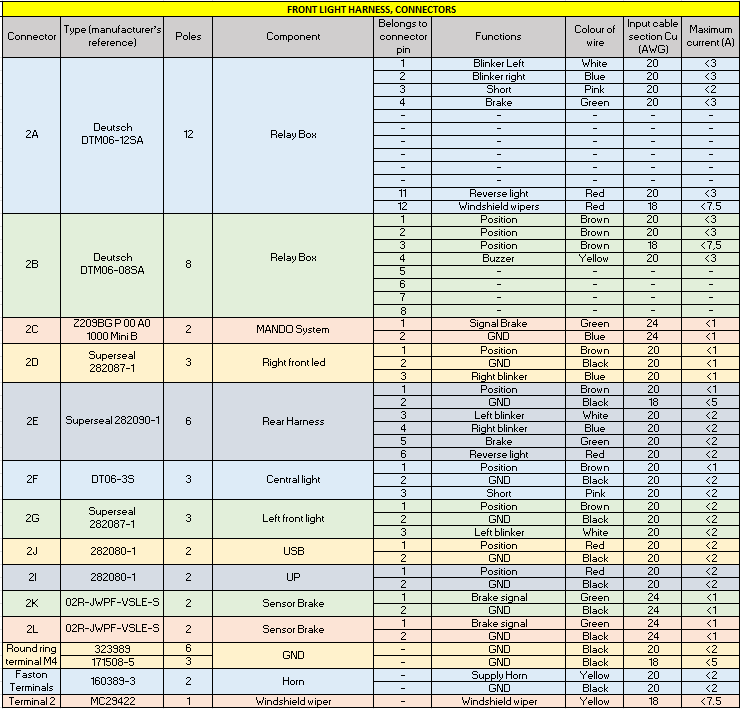 FRONT LIGHT HARNESS, CONNECTORS
Connector | Type (manufacturer's reference) | Poles | Component | Belongs to connector pin | Functions | Colour of wire | Input cable section Cu (AWG) | Maximum current (A)
2A | Deutsch DTM06-12SA | 12 | Relay Box | 1 | Blinker Left | White | 20 | <3
2 | Blinker right | Blue | 20 | <3
3 | Short | Pink | 20 | <2
4 | Brake | Green | 20 | <3
- | - | - | - | -
- | - | - | - | -
- | - | - | - | -
- | - | - | - | -
- | - | - | - | -
- | - | - | - | -
11 | Reverse light | Red | 20 | <3
12 | Windshield wipers | Red | 18 | <7.5
2B | Deutsch DTM06-08SA | 8 | Relay Box | 1 | Position | Brown | 20 | <3
2 | Position | Brown | 20 | <3
3 | Position | Brown | 18 | <7,5
4 | Buzzer | Yellow | 20 | <3
5 | - | - | - | -
6 | - | - | - | -
7 | - | - | - | -
8 | - | - | - | -
2C | Z209BG P 00 A0 1000 Mini B | 2 | MANDO System | 1 | Signal Brake | Green | 24 | <1
2 | GND | Blue | 24 | <1
2D | Superseal 282087-1 | 3 | Right front led | 1 | Position | Brown | 20 | <1
2 | GND | Black | 20 | <1
3 | Right blinker | Blue | 20 | <1
2E | Superseal 282090-1 | 6 | Rear Harness | 1 | Position | Brown | 20 | <1
2 | GND | Black | 18 | <5
3 | Left blinker | White | 20 | <2
4 | Right blinker | Blue | 20 | <2
5 | Brake | Green | 20 | <2
6 | Reverse light | Red | 20 | <2
2F | DT06-3S | 3 | Central light | 1 | Position | Brown | 20 | <1
2 | GND | Black | 20 | <2
3 | Short | Pink | 20 | <2
2G | Superseal 282087-1 | 3 | Left front light | 1 | Position | Brown | 20 | <2
2 | GND | Black | 20 | <2
3 | Left blinker | White | 20 | <2
2J | 282080-1 | 2 | USB | 1 | Position | Red | 20 | <2
2 | GND | Black | 20 | <2
2I | 282080-1 | 2 | UP | 1 | Position | Red | 20 | <2
2 | GND | Black | 20 | <2
2K | 02R-JWPF-VSLE-S | 2 | Sensor Brake | 1 | Brake signal | Green | 24 | <1
2 | GND | Black | 24 | <1
2L | 02R-JWPF-VSLE-S | 2 | Sensor Brake | 1 | Brake signal | Green | 24 | <1
2 | GND | Black | 24 | <1
Round ring terminal M4 | 323989 | 6 | GND | - | GND | Black | 20 | <2
171508-5 | 3 | - | GND | Black | 18 | <5
Faston Terminals | 160389-3 | 2 | Horn | - | Supply Horn | Yellow | 20 | <2
- | GND | Black | 20 | <2
Terminal 2 | MC29422 | 1 | Windshield wiper | - | Windshield wiper | Yellow | 18 | <7.5